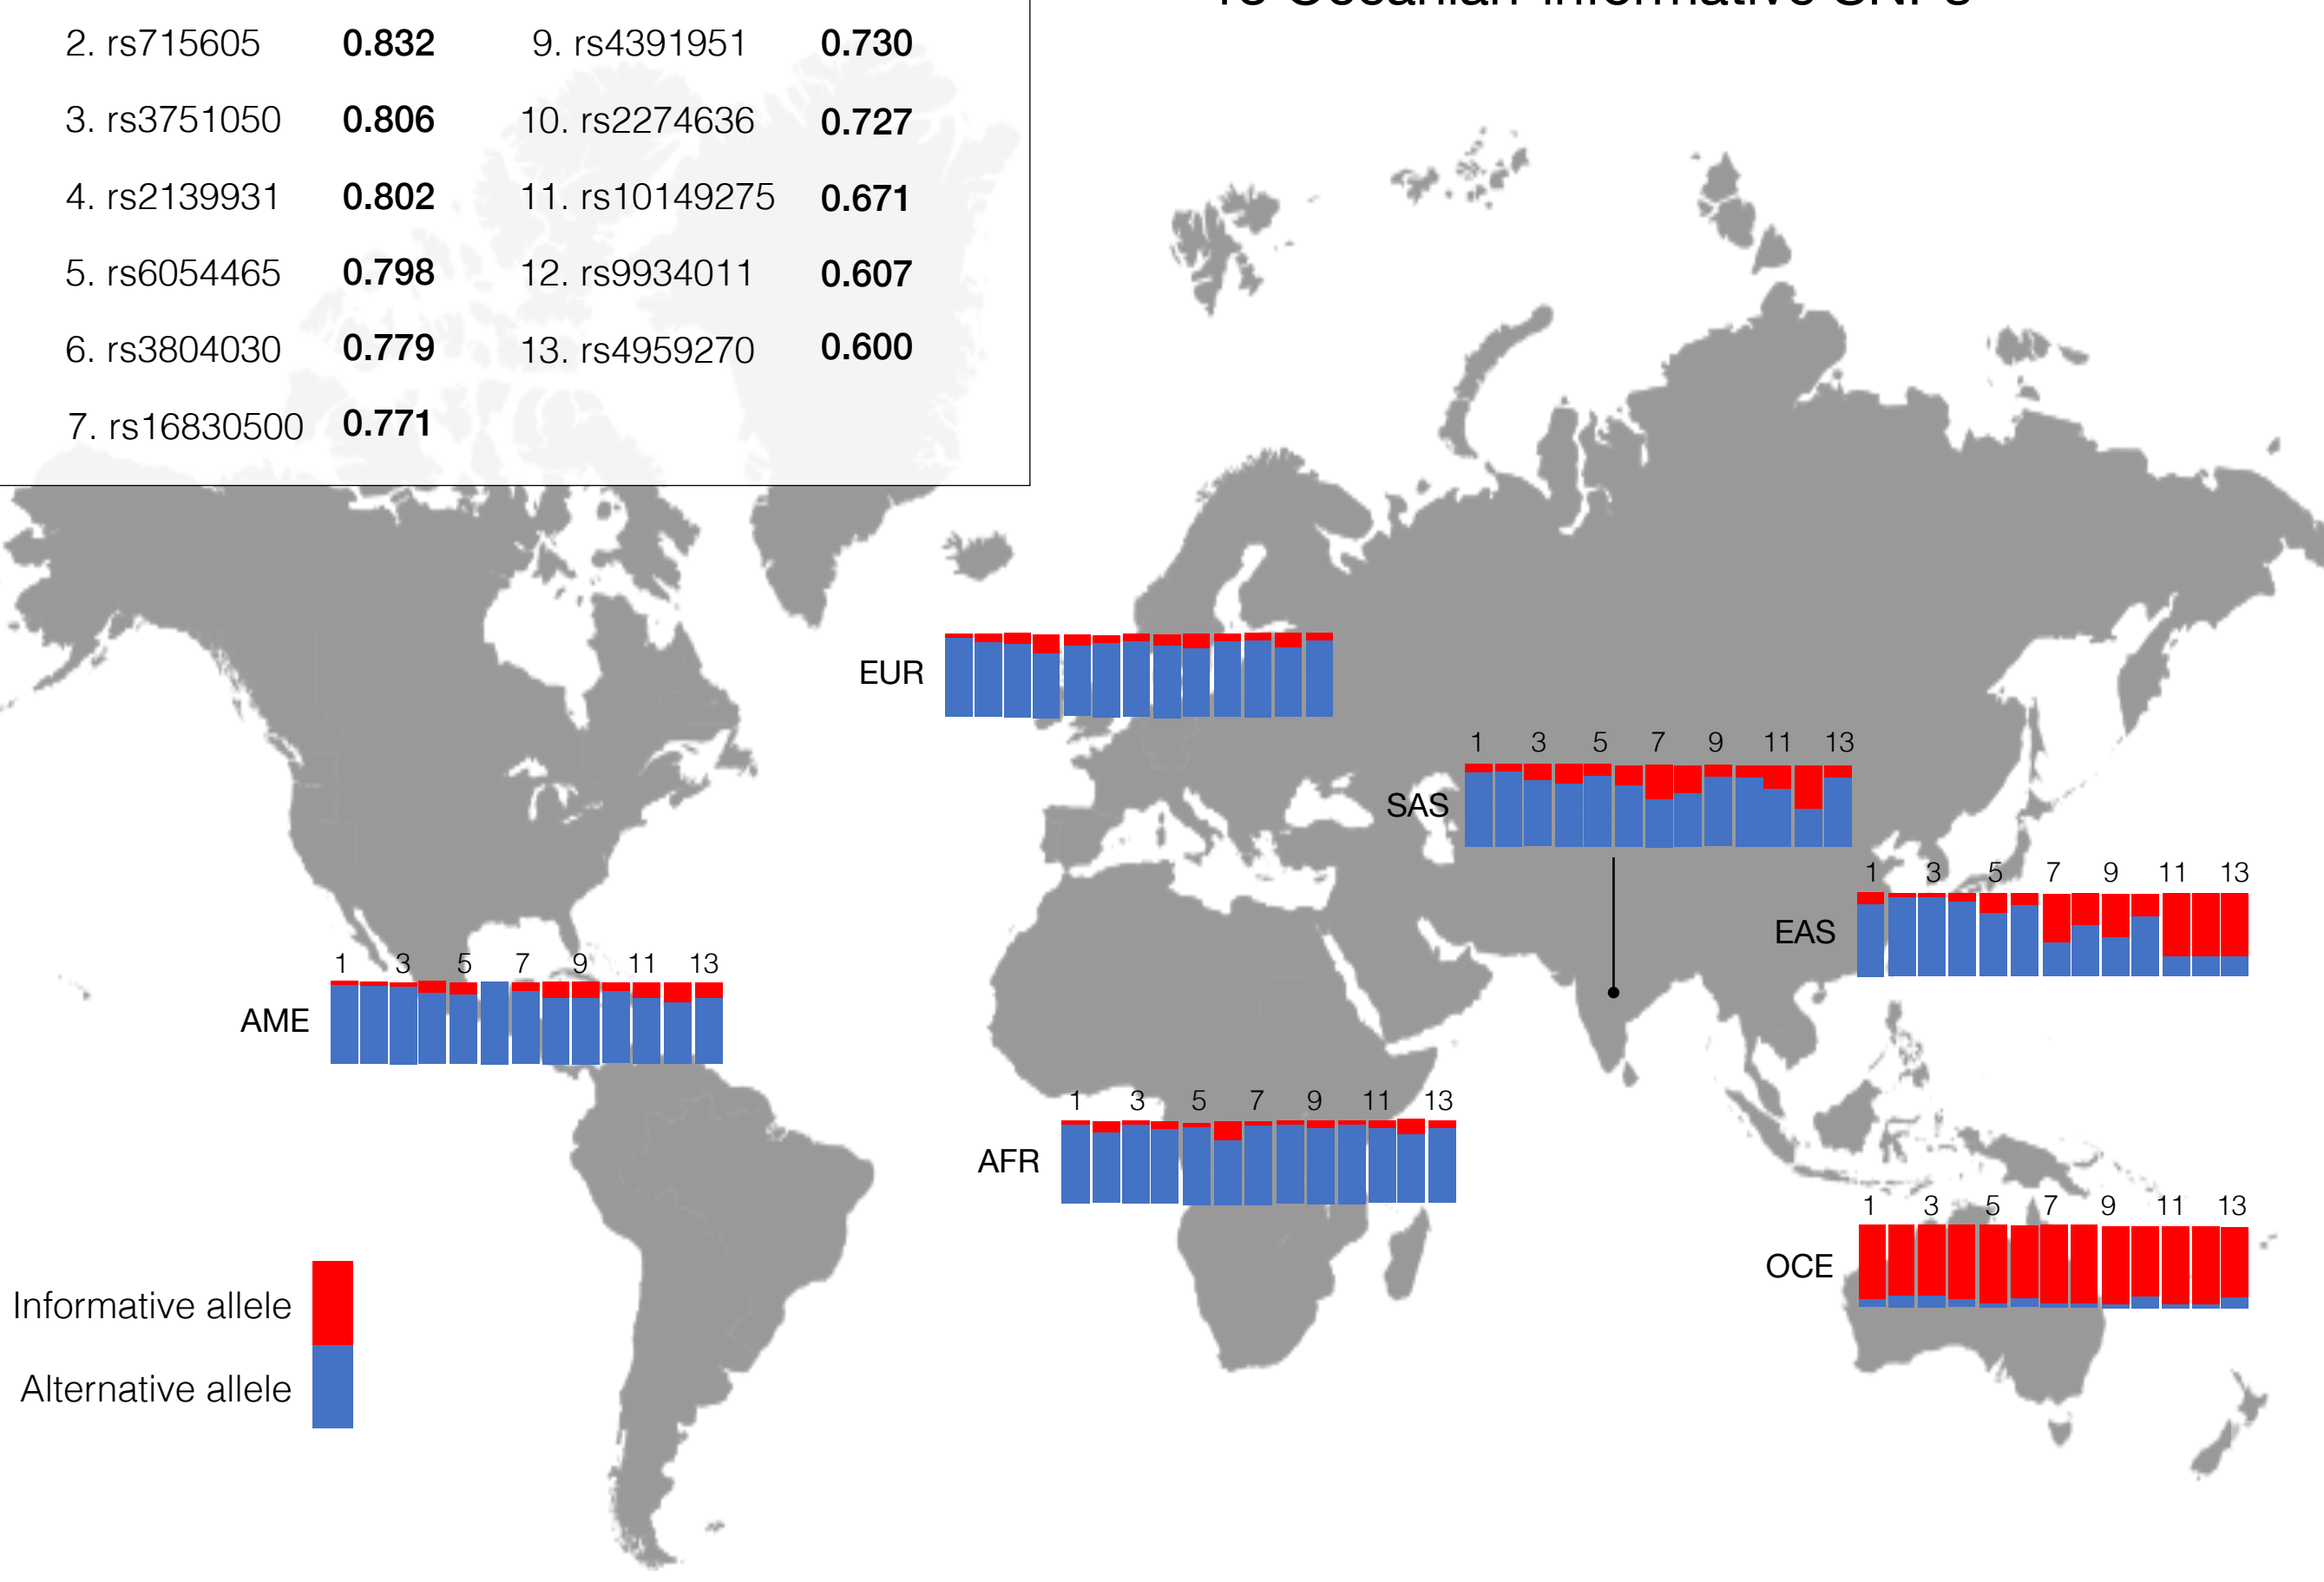 13 Oceanian-informative SNPs
2. rs715605 0.832 9. rs4391951 0.730
3. rs3751050 0.806 10. rs2274636 0.727
4. rs2139931 0.802 11. rs10149275 0.671
5. rs6054465 0.798 12. rs9934011 0.607
6. rs3804030 0.779 13. rs4959270 0.600
7. rs16830500 0.771
EUR
1 3 5 7 9 11 13
SAS
1 3 5 7 9 11 13
EAS
1 3 5 7 9 11 13
AME
1 3 5 7 9 11 13
AFR
1 3 5 7 9 11 13
OCE
Informative allele
Alternative allele